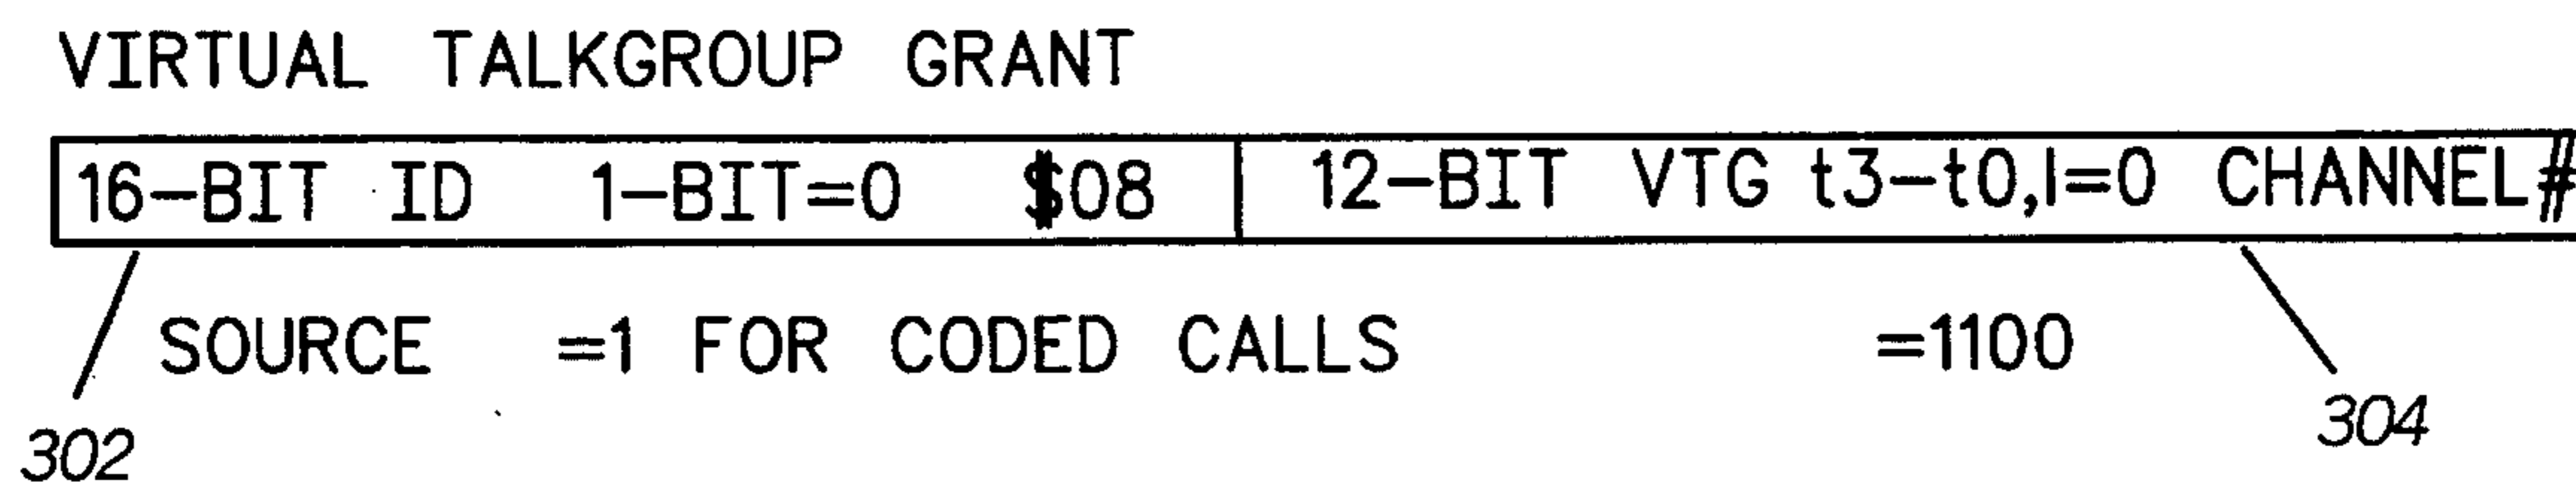 VIRTUAL TALKGROUP GRANT
16-BIT ID 1-BIT=0 $08 12-BIT VTG t3-t0,I=0 CHANNEL#
SOURCE =1 FOR CODED CALLS =1100
302 304